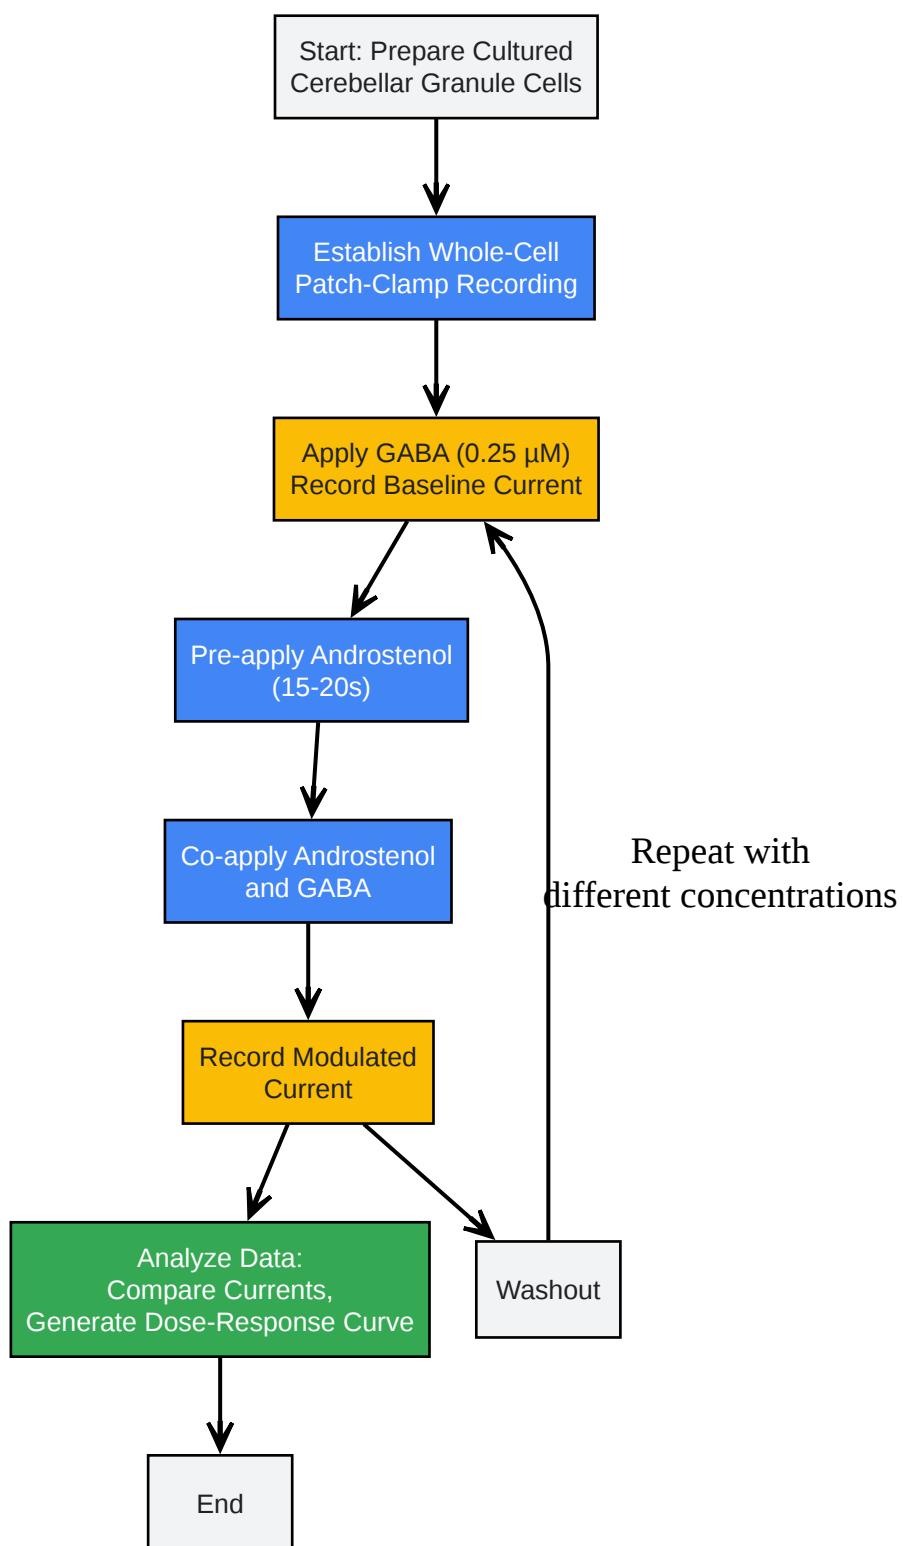 Start: Prepare Cultured
Cerebellar Granule Cells
Establish Whole-Cell
Patch-Clamp Recording
Apply GABA (0.25 µM)
Record Baseline Current
Pre-apply Androstenol
(15-20s)
Co-apply Androstenol
and GABA
Repeat with
different concentrations
Record Modulated
Current
Analyze Data:
Compare Currents,
Generate Dose-Response Curve
Washout
End